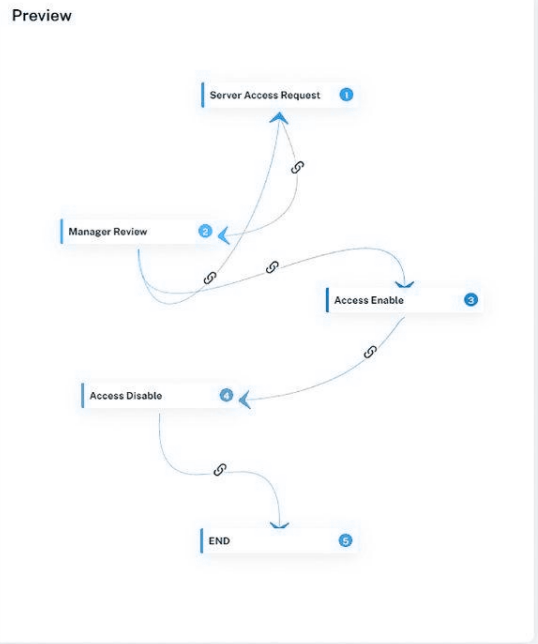 Preview
Server Access Request 1
Manager Review 2
Access Enable 3
Access Disable 4
END 5